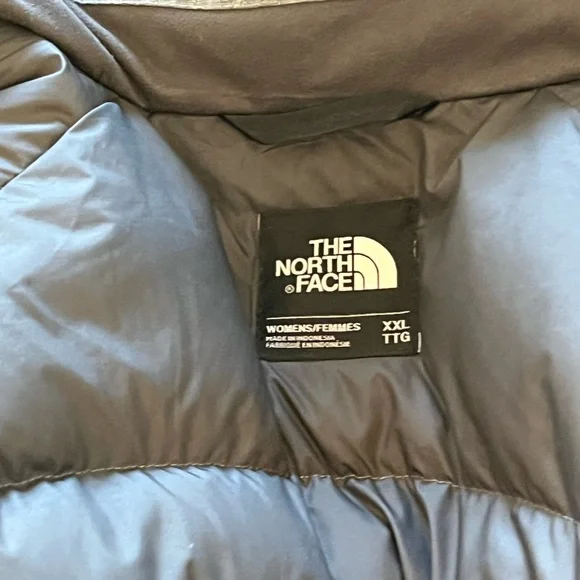 THE
NORTH
®FACE
WOMENS/FEMMES XXL
MADE IN INDONESIA TTG
FABRIQUÉ EN INDONÉSIE